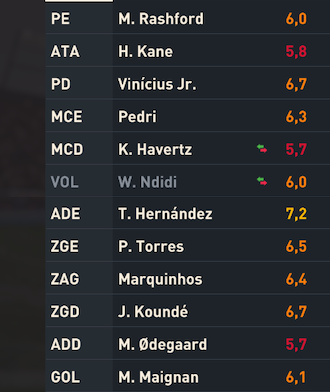 PE M. Rashford 6,0
ATA H. Kane 5,8
PD Vinícius Jr. 6,7
MCE Pedri 6,3
MCD K. Havertz 5,7
VOL W. Ndidi 6,0
ADE T. Hernández 7,2
ZGE P. Torres 6,5
ZAG Marquinhos 6,4
ZGD J. Koundé 6,7
ADD M. Ødegaard 5,7
GOL M. Maignan 6,1